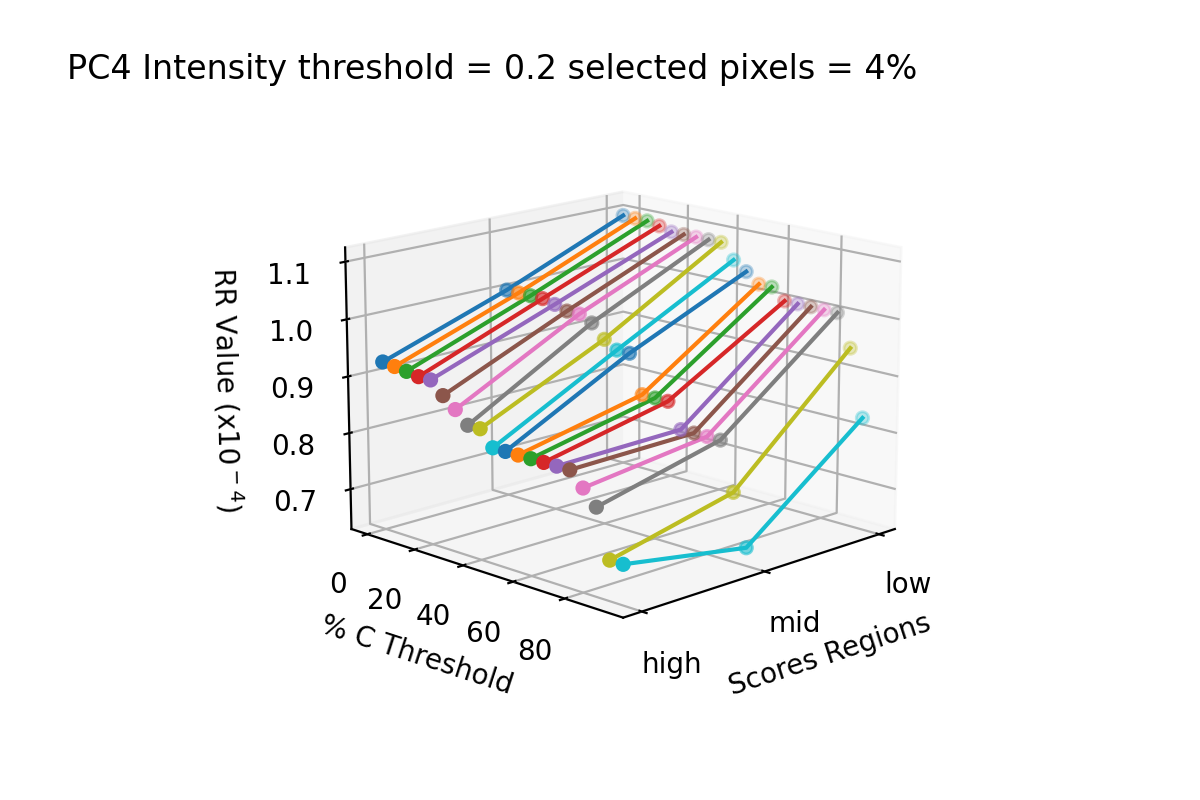 PC4 Intensity threshold = 0.2 selected pixels = 4%
RR Value (x10⁻⁴)
1.1
1.0
0.9
0.8
0.7
0
20
40
60
80
% C Threshold
high
mid
low
Scores Regions